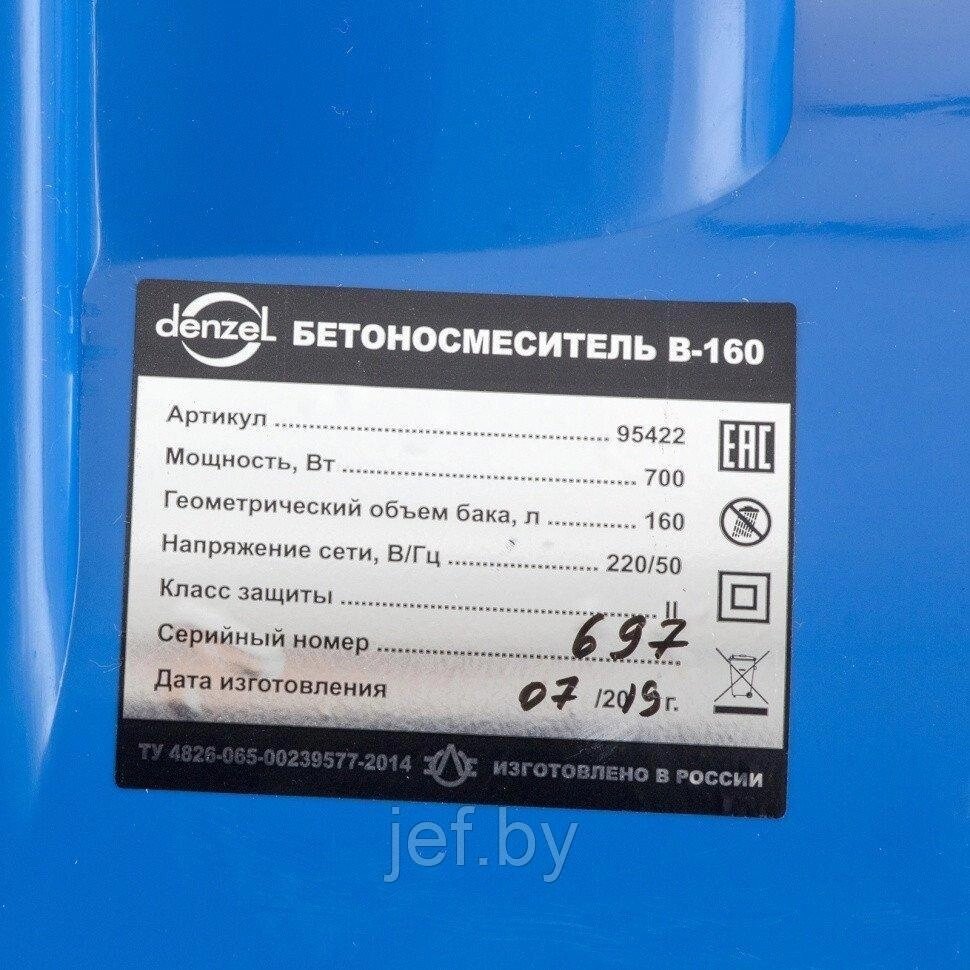 denzel БЕТОНОСМЕСИТЕЛЬ В-160
Артикул ........ 95422
Мощность, Вт ........ 700
Геометрический объем бака, л ........ 160
Напряжение сети, В/Гц ........ 220/50
Класс защиты ........ II
Серийный номер ........ 697
Дата изготовления 07 /2019 г.
EAC
ТУ 4826-065-00239577-2014 ИЗГОТОВЛЕНО В РОССИИ
jef.by